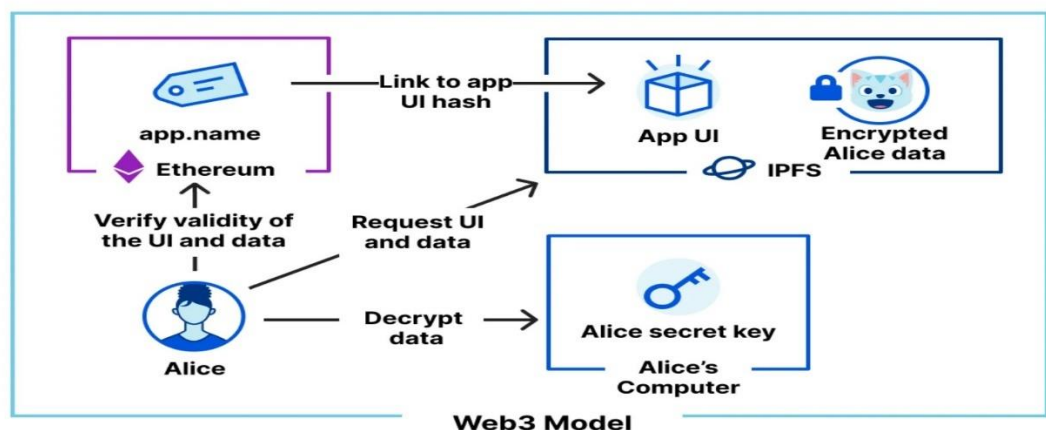 app.name
Ethereum
Link to app
UI hash
App UI
Encrypted
Alice data
IPFS
Verify validity of
the UI and data
Request UI
and data
Alice
Decrypt
data
Alice secret key
Alice's
Computer
Web3 Model